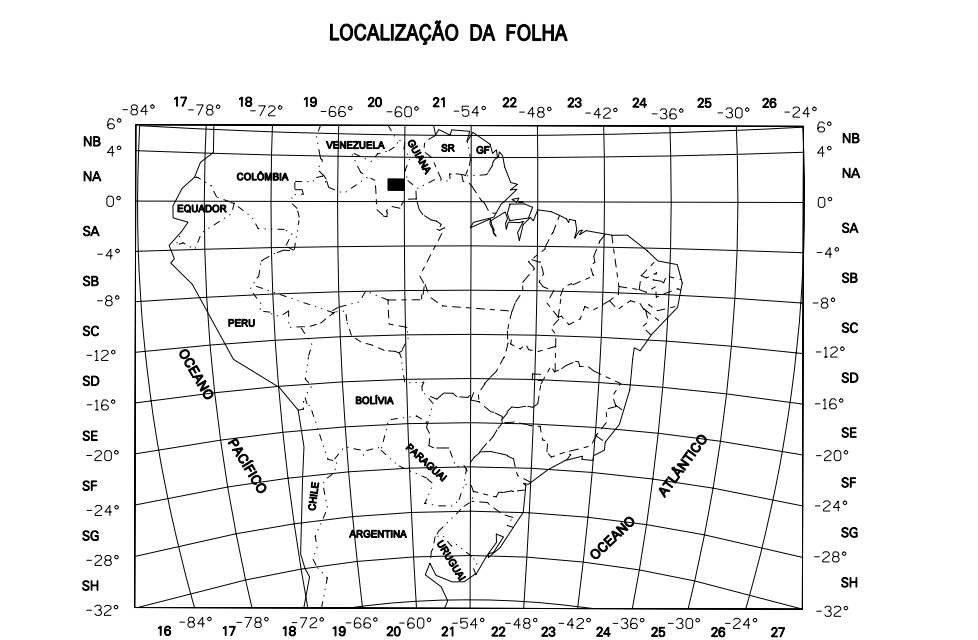 LOCALIZAÇÃO DA FOLHA
17 18 19 20 21 22 23 24 25 26
-84° -78° -72° -66° -60° -54° -48° -42° -36° -30° -24°
6° 6°
NB VENEZUELA GUIANA SR GF NB
4° 4°
NA COLÔMBIA NA
0° 0°
EQUADOR
SA SA
-4° -4°
SB SB
-8° -8°
PERU
SC SC
-12° -12°
OCEANO
SD SD
-16° BOLÍVIA -16°
SE SE
PACÍFICO PARAGUAI ATLÂNTICO
-20° -20°
SF CHILE SF
-24° -24°
SG ARGENTINA OCEANO SG
-28° URUGUAI -28°
SH SH
-32° -32°
-84° -78° -72° -66° -60° -54° -48° -42° -36° -30° -24°
16 17 18 19 20 21 22 23 24 25 26 27